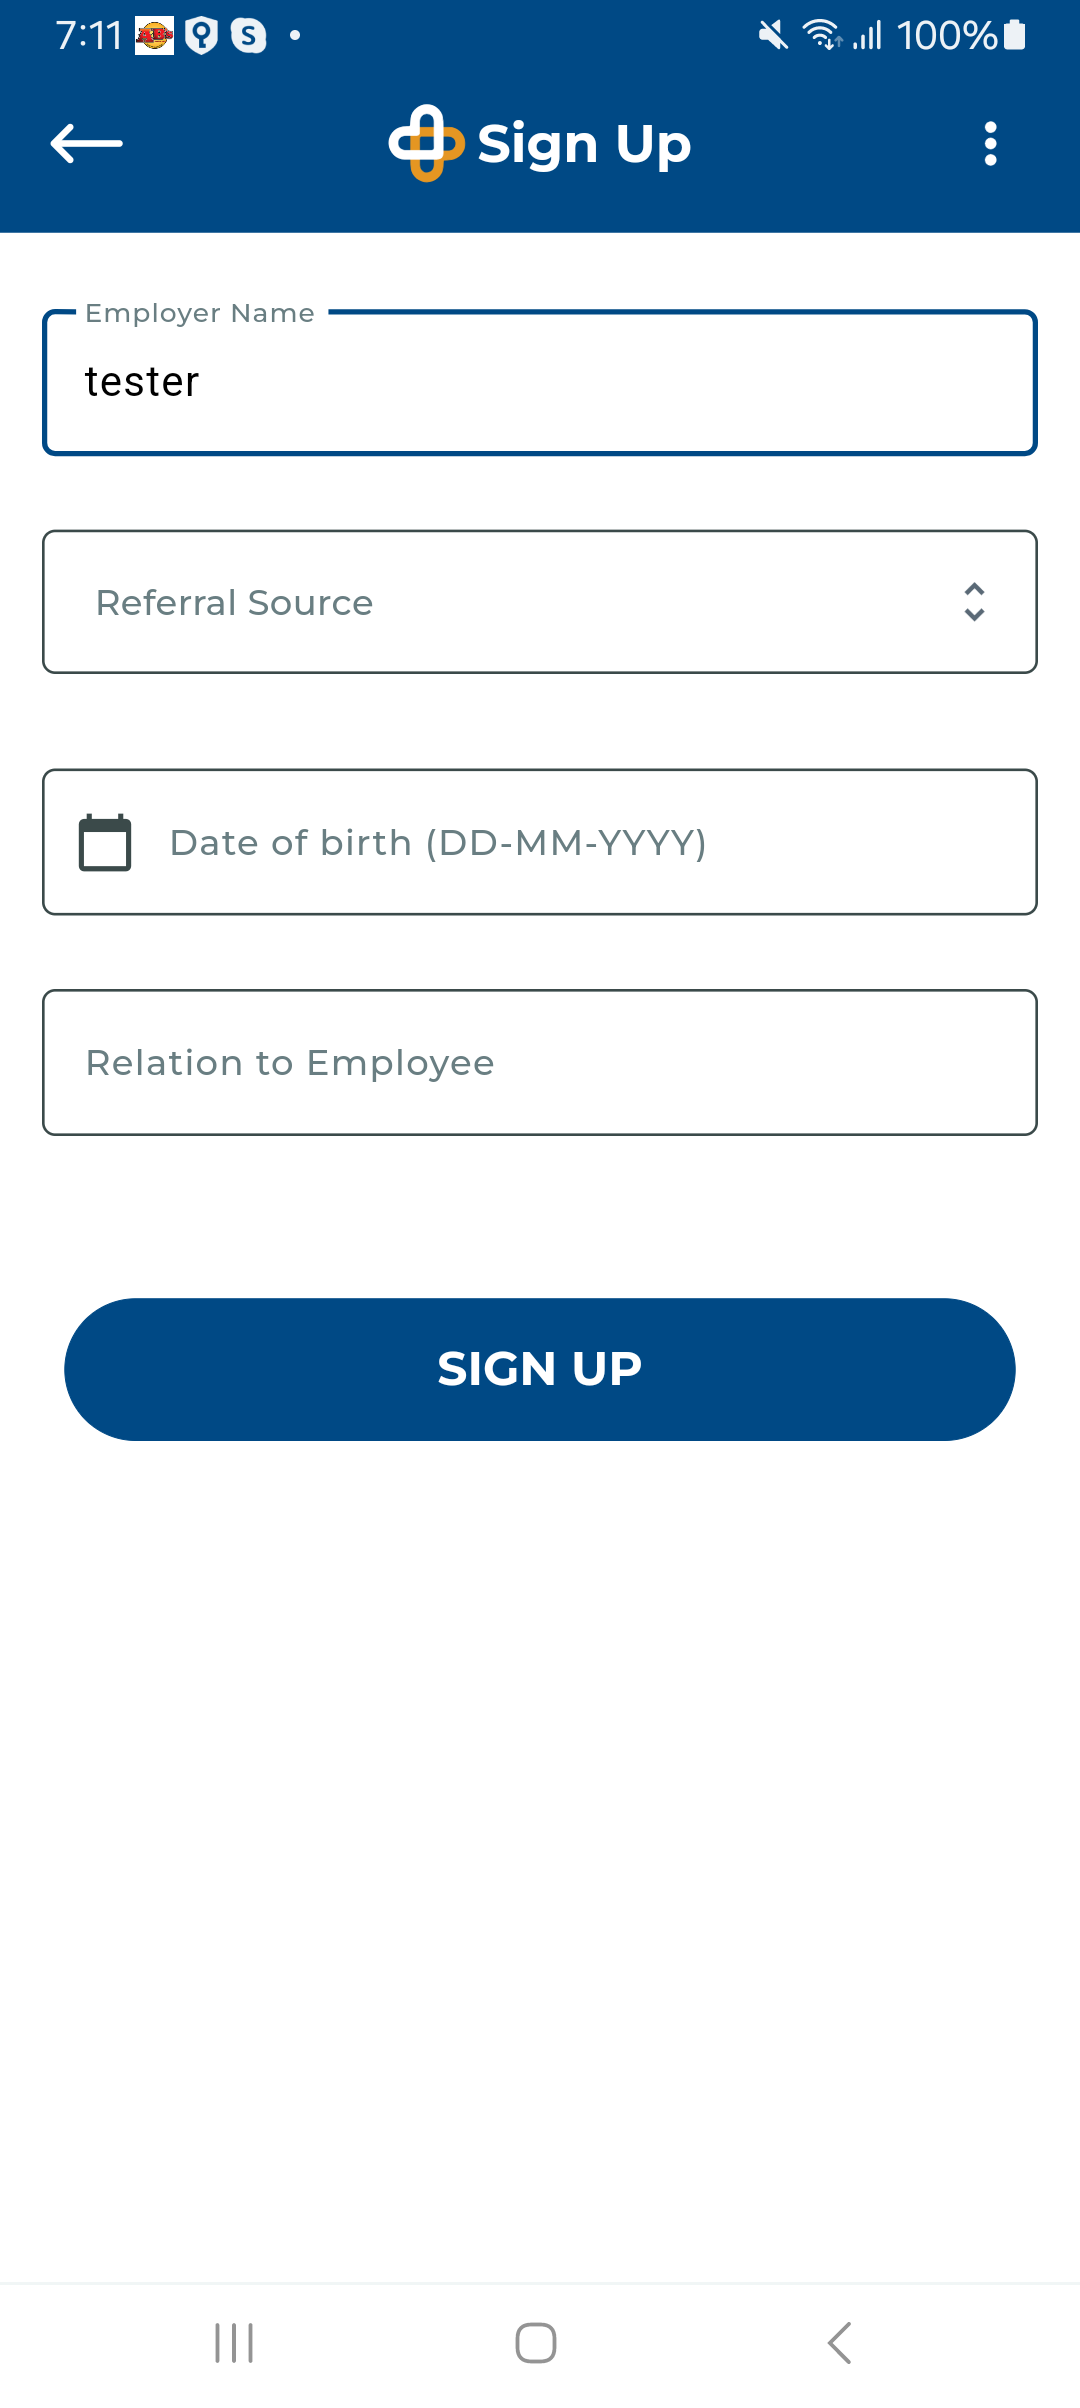 7:11 S 100%
Sign Up
Employer Name
tester
Referral Source
Date of birth (DD-MM-YYYY)
Relation to Employee
SIGN UP